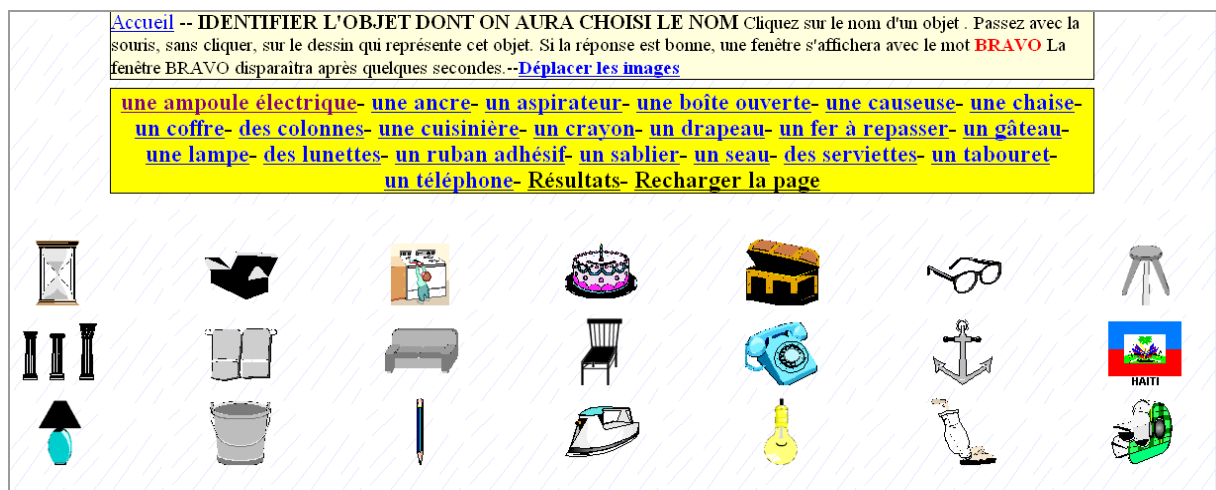 Accueil -- IDENTIFIER L'OBJET DONT ON AURA CHOISI LE NOM Cliquez sur le nom d'un objet . Passez avec la
souris, sans cliquer, sur le dessin qui représente cet objet. Si la réponse est bonne, une fenêtre s'affichera avec le mot BRAVO La
fenêtre BRAVO disparaîtra après quelques secondes.--Déplacer les images
une ampoule électrique- une ancre- un aspirateur- une boîte ouverte- une causeuse- une chaise-
un coffre- des colonnes- une cuisinière- un crayon- un drapeau- un fer à repasser- un gâteau-
une lampe- des lunettes- un ruban adhésif- un sablier- un seau- des serviettes- un tabouret-
un téléphone- Résultats- Recharger la page
HAITI